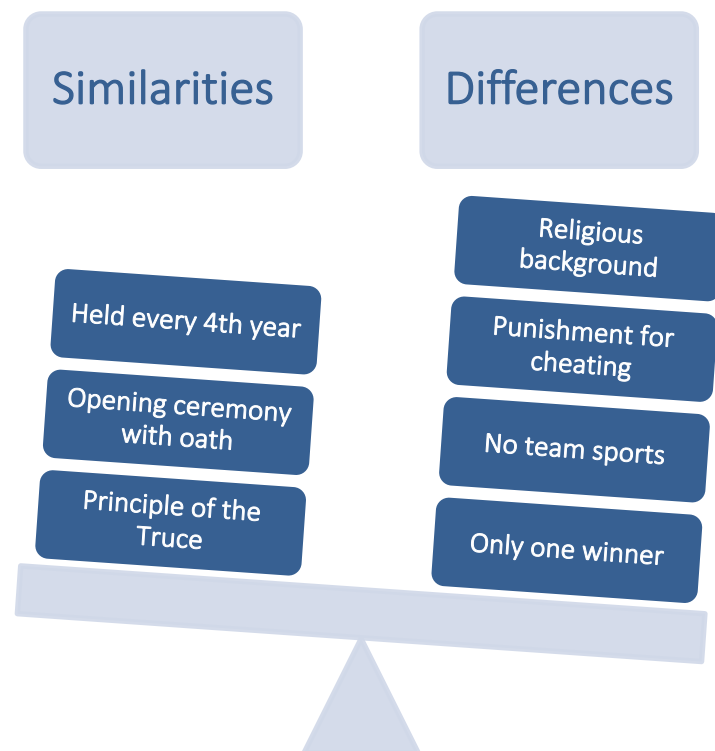 Similarities
Differences
Held every 4th year
Opening ceremony
with oath
Principle of the
Truce
Religious
background
Punishment for
cheating
No team sports
Only one winner